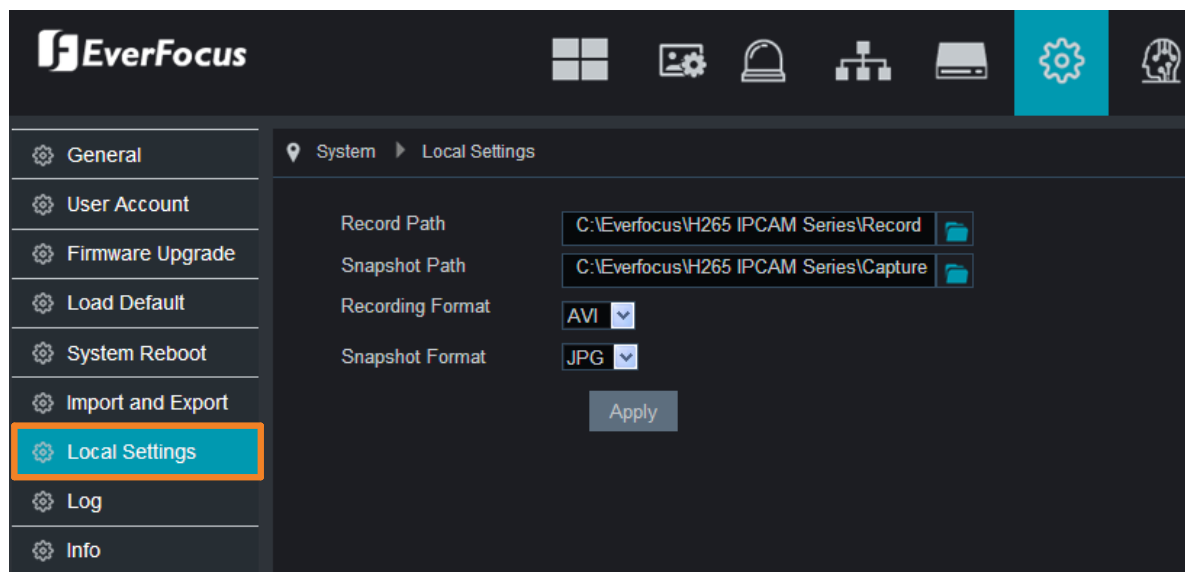 EverFocus
General
User Account
Firmware Upgrade
Load Default
System Reboot
Import and Export
Local Settings
Log
Info
System Local Settings
Record Path C:\Everfocus\H265 IPCAM Series\Record
Snapshot Path C:\Everfocus\H265 IPCAM Series\Capture
Recording Format AVI
Snapshot Format JPG
Apply